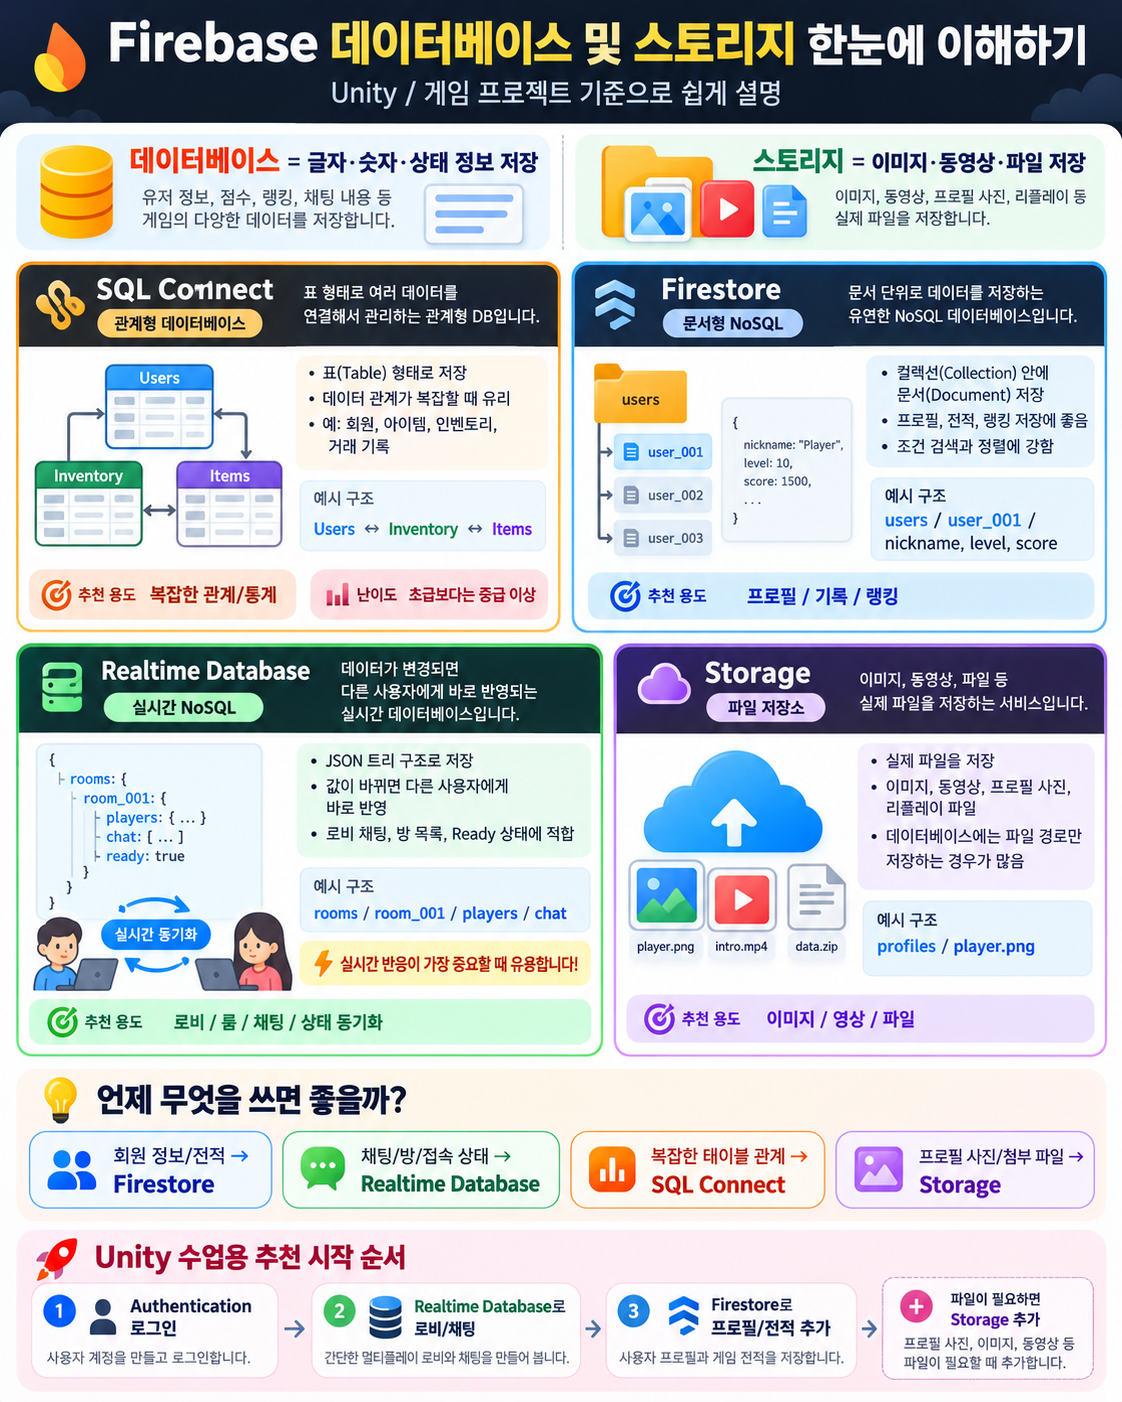 Firebase 데이터베이스 및 스토리지 한눈에 이해하기
Unity / 게임 프로젝트 기준으로 쉽게 설명
데이터베이스 = 글자·숫자·상태 정보 저장
유저 정보, 점수, 랭킹, 채팅 내용 등
게임의 다양한 데이터를 저장합니다.
스토리지 = 이미지·동영상·파일 저장
이미지, 동영상, 프로필 사진, 리플레이 등
실제 파일을 저장합니다.
SQL Connect
관계형 데이터베이스
표 형태로 여러 데이터를
연결해서 관리하는 관계형 DB입니다.
Users
Inventory
Items
• 표(Table) 형태로 저장
• 데이터 관계가 복잡할 때 유리
• 예: 회원, 아이템, 인벤토리,
거래 기록
예시 구조
Users ↔ Inventory ↔ Items
추천 용도 복잡한 관계/통계
난이도 초급보다는 중급 이상
Firestore
문서형 NoSQL
문서 단위로 데이터를 저장하는
유연한 NoSQL 데이터베이스입니다.
users
user_001
user_002
user_003
{
nickname: "Player",
level: 10,
score: 1500,
. . .
}
• 컬렉션(Collection) 안에
문서(Document) 저장
• 프로필, 전적, 랭킹 저장에 좋음
• 조건 검색과 정렬에 강함
예시 구조
users / user_001 /
nickname, level, score
추천 용도 프로필 / 기록 / 랭킹
Realtime Database
실시간 NoSQL
데이터가 변경되면
다른 사용자에게 바로 반영되는
실시간 데이터베이스입니다.
{
rooms: {
room_001: {
players: { ... }
chat: [ ... ]
ready: true
}
}
}
실시간 동기화
• JSON 트리 구조로 저장
• 값이 바뀌면 다른 사용자에게
바로 반영
• 로비 채팅, 방 목록, Ready 상태에 적합
예시 구조
rooms / room_001 / players / chat
실시간 반응이 가장 중요할 때 유용합니다!
추천 용도 로비 / 룸 / 채팅 / 상태 동기화
Storage
파일 저장소
이미지, 동영상, 파일 등
실제 파일을 저장하는 서비스입니다.
player.png
intro.mp4
data.zip
• 실제 파일을 저장
• 이미지, 동영상, 프로필 사진,
리플레이 파일
• 데이터베이스에는 파일 경로만
저장하는 경우가 많음
예시 구조
profiles / player.png
추천 용도 이미지 / 영상 / 파일
언제 무엇을 쓰면 좋을까?
회원 정보/전적 →
Firestore
채팅/방/접속 상태 →
Realtime Database
복잡한 테이블 관계 →
SQL Connect
프로필 사진/첨부 파일 →
Storage
Unity 수업용 추천 시작 순서
1
Authentication
로그인
사용자 계정을 만들고 로그인합니다.
2
Realtime Database로
로비/채팅
간단한 멀티플레이 로비와 채팅을 만들어 봅니다.
3
Firestore로
프로필/전적 추가
사용자 프로필과 게임 전적을 저장합니다.
+
파일이 필요하면
Storage 추가
프로필 사진, 이미지, 동영상 등
파일이 필요할 때 추가합니다.